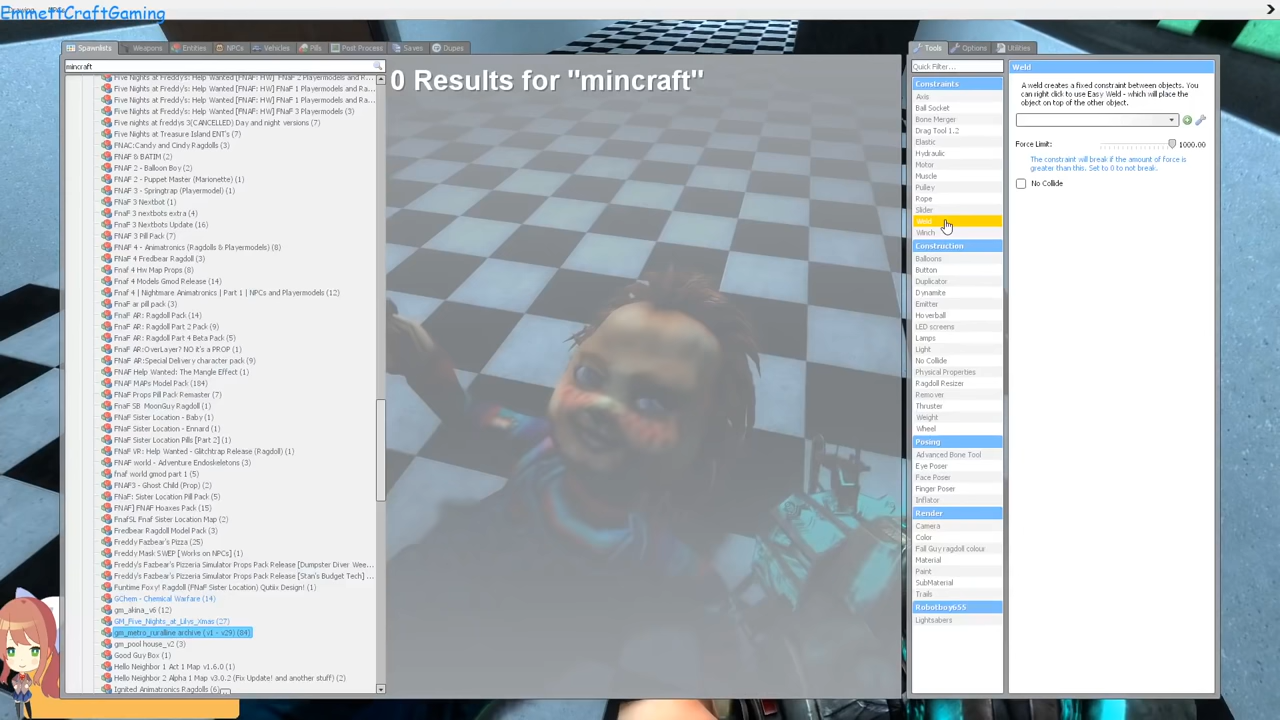 EmmettCraftGaming
Spawnlists
Weapons
Entities
NPCs
Vehicles
Pills
Post Process
Saves
Dupes
mincraft
0 Results for "mincraft"
Five Nights at Freddy's: Help Wanted [FNAF: HW] FNaF 2 Playermodels and R...
Five Nights at Freddy's: Help Wanted [FNAF: HW] FNaF 1 Playermodels and Ra...
Five Nights at Freddy's: Help Wanted [FNAF: HW] FNaF 1 Playermodels and R...
Five Nights at Freddy's: Help Wanted [FNAF: HW] FNaF 3 Playermodels (3)
Five nights at freddys 3(CANCELLED) Day and night versions (7)
Five Nights at Treasure Island ENT's (7)
FNAC:Candy and Cindy Ragdolls (3)
FNAF & BATIM (2)
FNAF 2 - Balloon Boy (2)
FNAF 2 - Puppet Master (Marionette) (1)
FNAF 3 - Springtrap (Playermodel) (1)
FNaF 3 Nextbot (1)
FnaF 3 nextbots extra (4)
FNaF 3 Nextbots Update (16)
FNAF 3 Pill Pack (7)
FNAF 4 - Animatronics (Ragdolls & Playermodels) (8)
FNAF 4 Fredbear Ragdoll (3)
Fnaf 4 Hw Map Props (8)
Fnaf 4 Models Gmod Release (14)
Fnaf 4 | Nightmare Animatronics | Part 1 | NPCs and Playermodels (12)
FnaF ar pill pack (3)
FnaF AR: Ragdoll Pack (14)
FnaF AR: Ragdoll Part 2 Pack (9)
FnaF AR: Ragdoll Part 4 Beta Pack (5)
FNaF AR:OverLayer? NO it's a PROP (1)
FNaF AR:Special Delivery character pack (9)
FNAF Help Wanted: The Mangle Effect (1)
FNAF MAPs Model Pack (184)
FNaF Props Pill Pack Remaster (7)
FnaF SB MoonGuy Ragdoll (1)
FNaF Sister Location - Baby (1)
FNaF Sister Location - Ennard (1)
FNaF Sister Location Pills [Part 2] (1)
FNaF VR: Help Wanted - Glitchtrap Release (Ragdoll) (1)
FNAF world - Adventure Endoskeletons (3)
fnaf world gmod part 1 (5)
FNAF3 - Ghost Child (Prop) (2)
FNaF: Sister Location Pill Pack (5)
FNAF] FNAF Hoaxes Pack (15)
FnafSL Fnaf Sister Location Map (2)
Fredbear Ragdoll Model Pack (3)
Freddy Fazbear's Pizza (25)
Freddy Mask SWEP [Works on NPCs] (1)
Freddy's Fazbear's Pizzeria Simulator Props Pack Release [Dumpster Diver Wee...
Freddy's Fazbear's Pizzeria Simulator Props Pack Release [Stan's Budget Tech] ...
Funtime Foxy! Ragdoll (FNaF Sister Location) Qutiix Design! (1)
GChem - Chemical Warfare (14)
gm_akina_v6 (12)
GM_Five_Nights_at_Lilys_Xmas (27)
gm_metro_ruralline archive (v1 - v29) (84)
gm_pool house_v2 (3)
Good Guy Box (1)
Hello Neighbor 1 Act 1 Map v1.6.0 (1)
Hello Neighbor 2 Alpha 1 Map v3.0.2 (Fix Update! and another stuff) (2)
Ignited Animatronics Ragdolls (6)
Tools
Options
Utilities
Quick Filter...
Constraints
Axis
Ball Socket
Bone Merger
Drag Tool 1.2
Elastic
Hydraulic
Motor
Muscle
Pulley
Rope
Slider
Weld
Winch
Construction
Balloons
Button
Duplicator
Dynamite
Emitter
Hoverball
LED screens
Lamps
Light
No Collide
Physical Properties
Ragdoll Resizer
Remover
Thruster
Weight
Wheel
Posing
Advanced Bone Tool
Eye Poser
Face Poser
Finger Poser
Inflator
Render
Camera
Color
Fall Guy ragdoll colour
Material
Paint
SubMaterial
Trails
Robotboy655
Lightsabers
Weld
A weld creates a fixed constraint between objects. You
can right click to use Easy Weld - which will place the
object on top of the other object.
Force Limit:
1000.00
The constraint will break if the amount of force is
greater than this. Set to 0 to not break.
No Collide